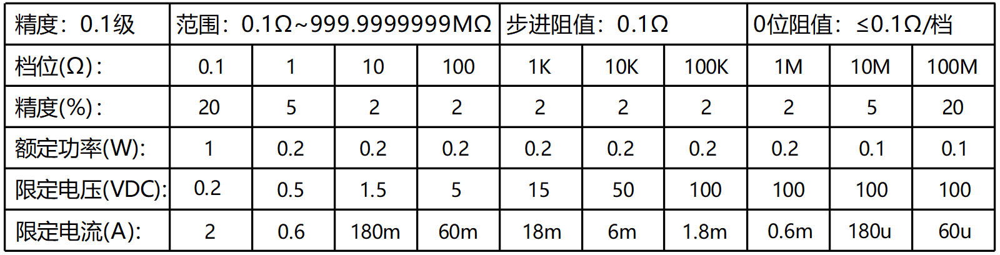 精度：0.1级 范围：0.1Ω~999.9999999MΩ 步进阻值：0.1Ω 0位阻值：≤0.1Ω/档
档位(Ω)： 0.1 1 10 100 1K 10K 100K 1M 10M 100M
精度(%)： 20 5 2 2 2 2 2 2 5 20
额定功率(W): 1 0.2 0.2 0.2 0.2 0.2 0.2 0.2 0.1 0.1
限定电压(VDC): 0.2 0.5 1.5 5 15 50 100 100 100 100
限定电流(A): 2 0.6 180m 60m 18m 6m 1.8m 0.6m 180u 60u